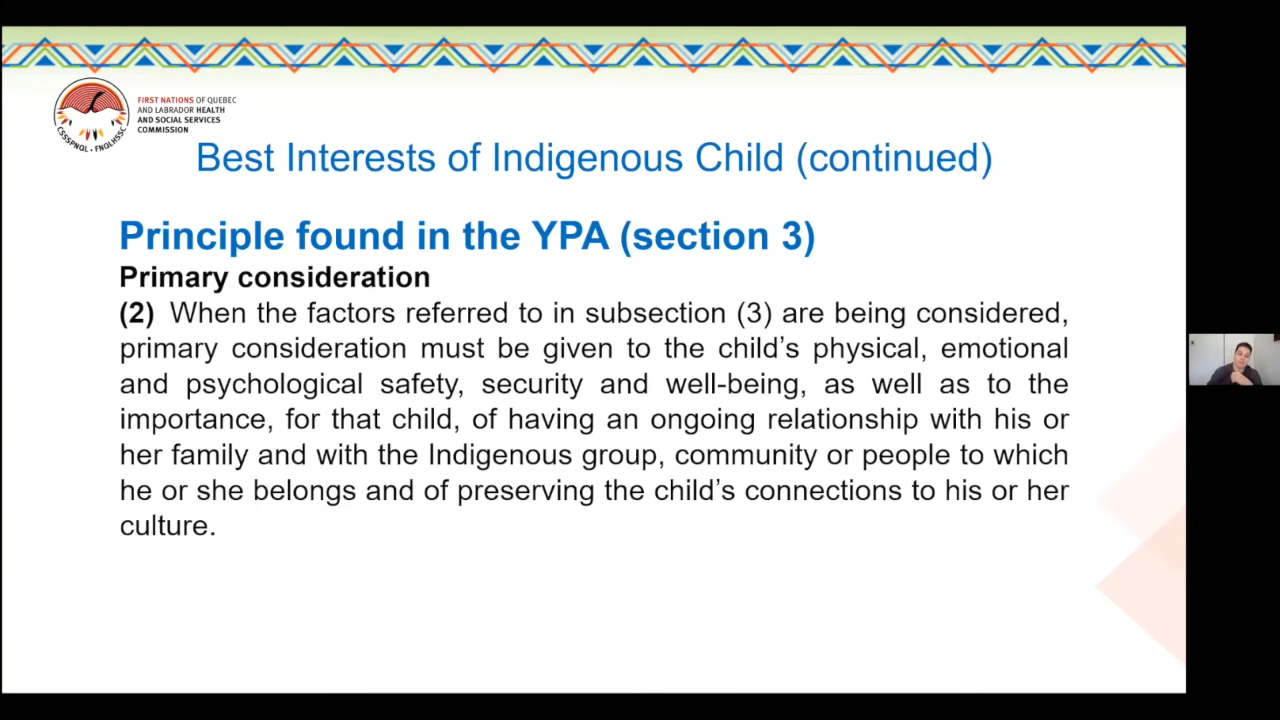 FIRST NATIONS OF QUEBEC
AND LABRADOR HEALTH
AND SOCIAL SERVICES
COMMISSION
CSSSPNQL • FNQLHSSC
Best Interests of Indigenous Child (continued)
Principle found in the YPA (section 3)
Primary consideration
(2) When the factors referred to in subsection (3) are being considered,
primary consideration must be given to the child's physical, emotional
and psychological safety, security and well-being, as well as to the
importance, for that child, of having an ongoing relationship with his or
her family and with the Indigenous group, community or people to which
he or she belongs and of preserving the child's connections to his or her
culture.